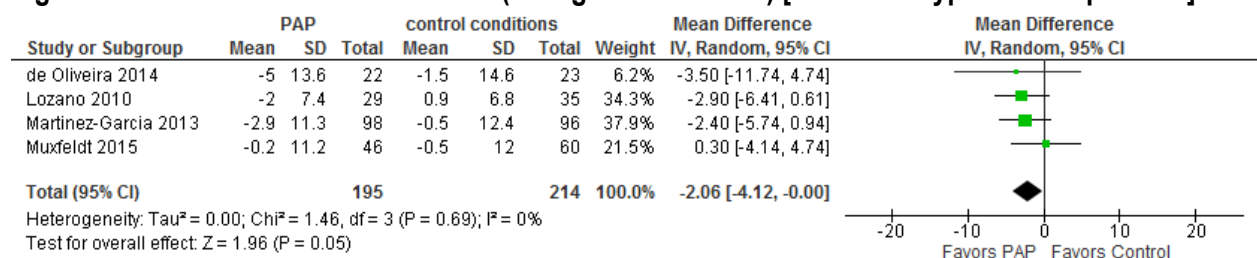 PAP control conditions Mean Difference Mean Difference
Study or Subgroup Mean SD Total Mean SD Total Weight IV, Random, 95% CI IV, Random, 95% CI
de Oliveira 2014 -5 13.6 22 -1.5 14.6 23 6.2% -3.50 [-11.74, 4.74]
Lozano 2010 -2 7.4 29 0.9 6.8 35 34.3% -2.90 [-6.41, 0.61]
Martinez-Garcia 2013 -2.9 11.3 98 -0.5 12.4 96 37.9% -2.40 [-5.74, 0.94]
Muxfeldt 2015 -0.2 11.2 46 -0.5 12 60 21.5% 0.30 [-4.14, 4.74]
Total (95% CI) 195 214 100.0% -2.06 [-4.12, -0.00]
Heterogeneity: Tau² = 0.00; Chi² = 1.46, df = 3 (P = 0.69); I² = 0%
Test for overall effect: Z = 1.96 (P = 0.05)
-20 -10 0 10 20
Favors PAP Favors Control